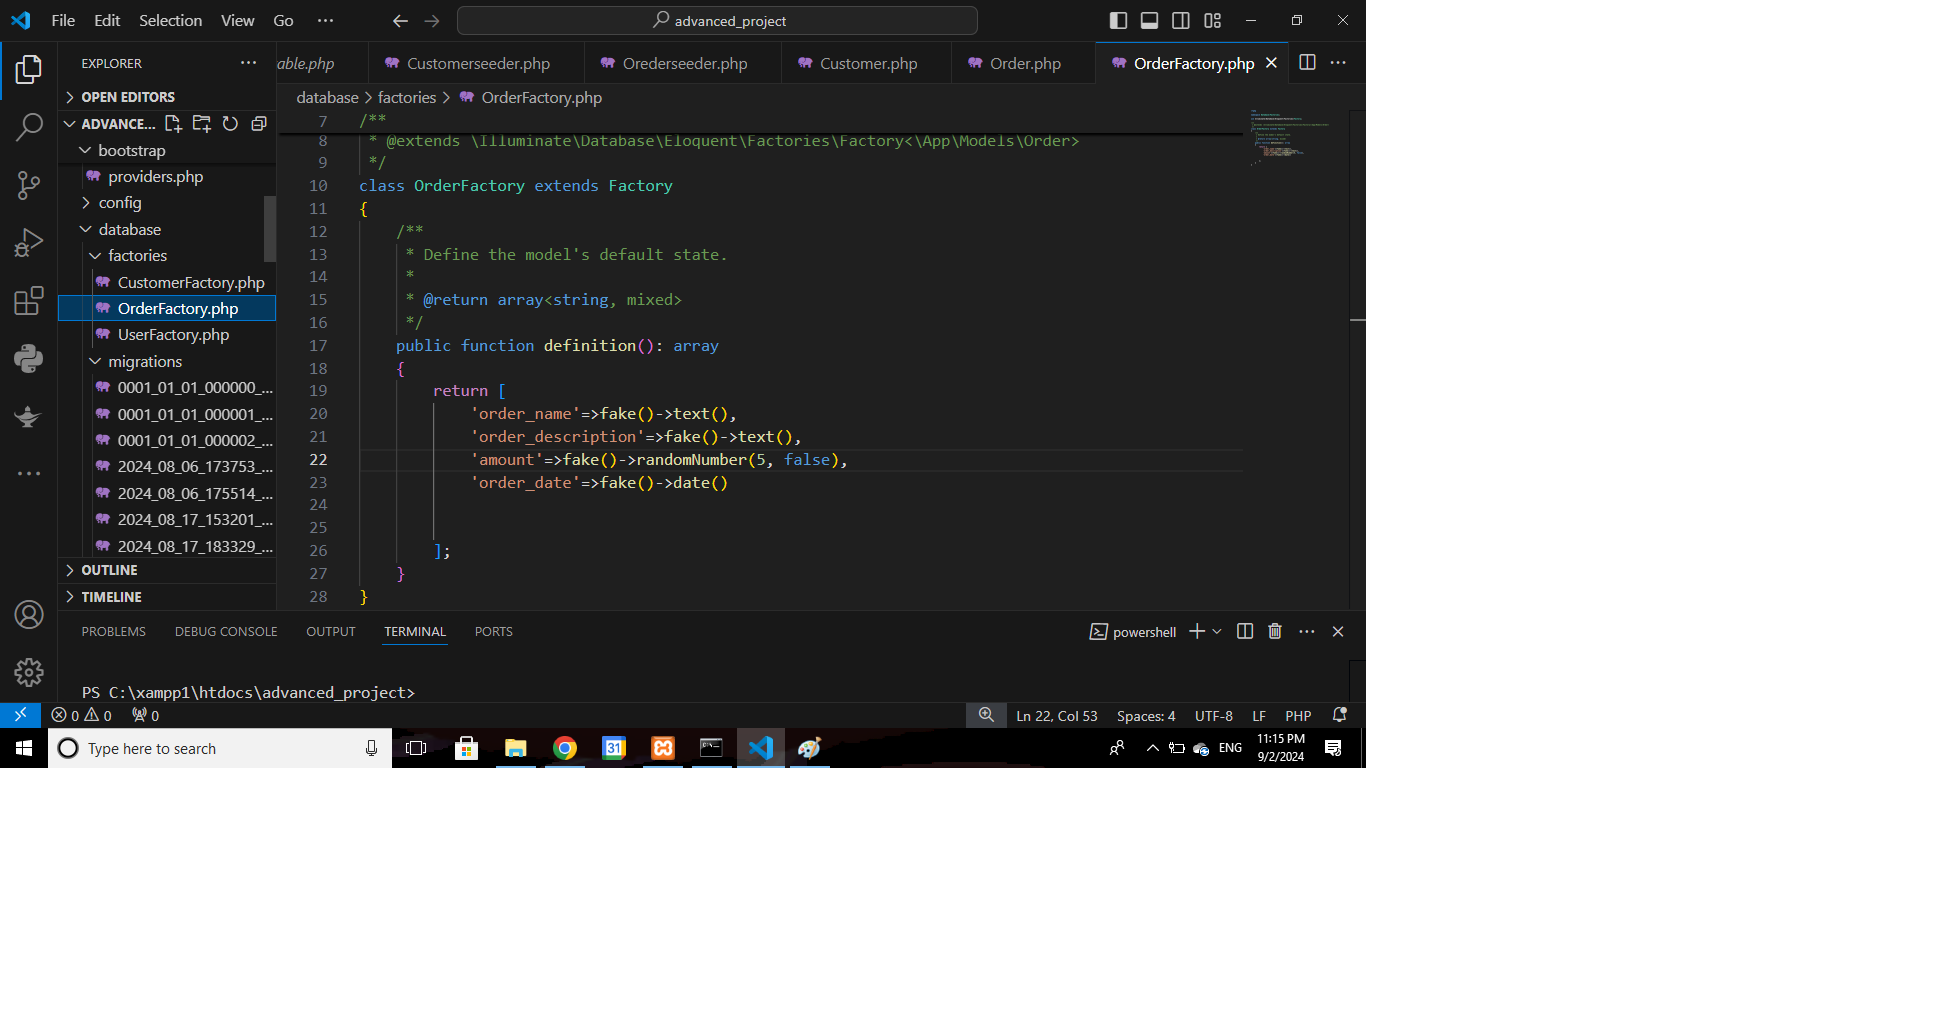 File Edit Selection View Go ··· advanced_project
EXPLORER ···
able.php Customerseeder.php Orederseeder.php Customer.php Order.php OrderFactory.php ···
OPEN EDITORS
ADVANCE...
bootstrap
providers.php
config
database
factories
CustomerFactory.php
OrderFactory.php
UserFactory.php
migrations
0001_01_01_000000_...
0001_01_01_000001_...
0001_01_01_000002_...
2024_08_06_173753_...
2024_08_06_175514_...
2024_08_17_153201_...
2024_08_17_183329_...
OUTLINE
TIMELINE
database > factories > OrderFactory.php
7 /**
8 * @extends \Illuminate\Database\Eloquent\Factories\Factory<\App\Models\Order>
9 */
10 class OrderFactory extends Factory
11 {
12 /**
13 * Define the model's default state.
14 *
15 * @return array<string, mixed>
16 */
17 public function definition(): array
18 {
19 return [
20 'order_name'=>fake()->text(),
21 'order_description'=>fake()->text(),
22 'amount'=>fake()->randomNumber(5, false),
23 'order_date'=>fake()->date()
24
25
26 ];
27 }
28 }
PROBLEMS DEBUG CONSOLE OUTPUT TERMINAL PORTS powershell ···
PS C:\xampp1\htdocs\advanced_project>
0 0 0 Ln 22, Col 53 Spaces: 4 UTF-8 LF PHP
Type here to search 31 ENG 11:15 PM
9/2/2024